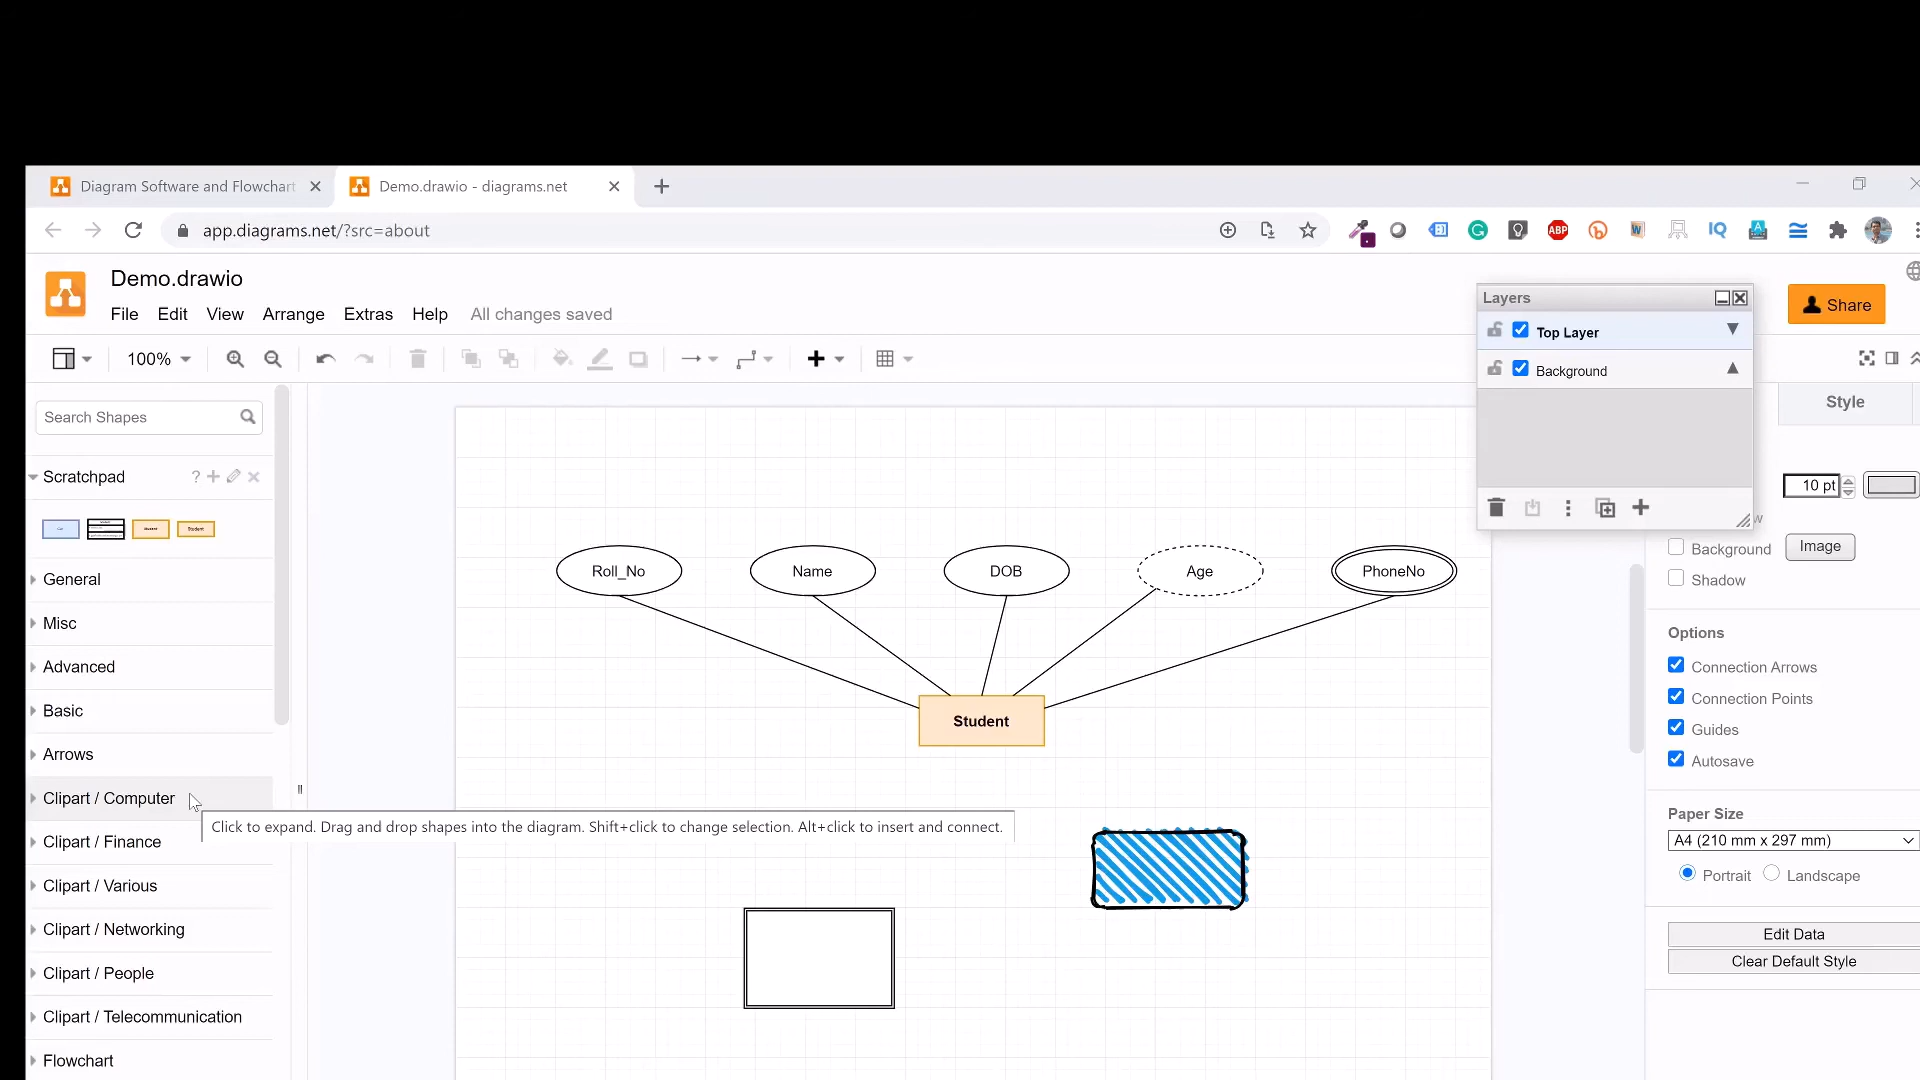 Diagram Software and Flowchart
Demo.drawio - diagrams.net
app.diagrams.net/?src=about
ABP
IQ
Demo.drawio
File Edit View Arrange Extras Help All changes saved
Share
100%
Layers
Top Layer
Background
Search Shapes
Scratchpad
?
Student
General
Misc
Advanced
Basic
Arrows
Clipart / Computer
Click to expand. Drag and drop shapes into the diagram. Shift+click to change selection. Alt+click to insert and connect.
Clipart / Finance
Clipart / Various
Clipart / Networking
Clipart / People
Clipart / Telecommunication
Flowchart
Roll_No
Name
DOB
Age
PhoneNo
Student
Style
10 pt
Background
Image
Shadow
Options
Connection Arrows
Connection Points
Guides
Autosave
Paper Size
A4 (210 mm x 297 mm)
Portrait
Landscape
Edit Data
Clear Default Style